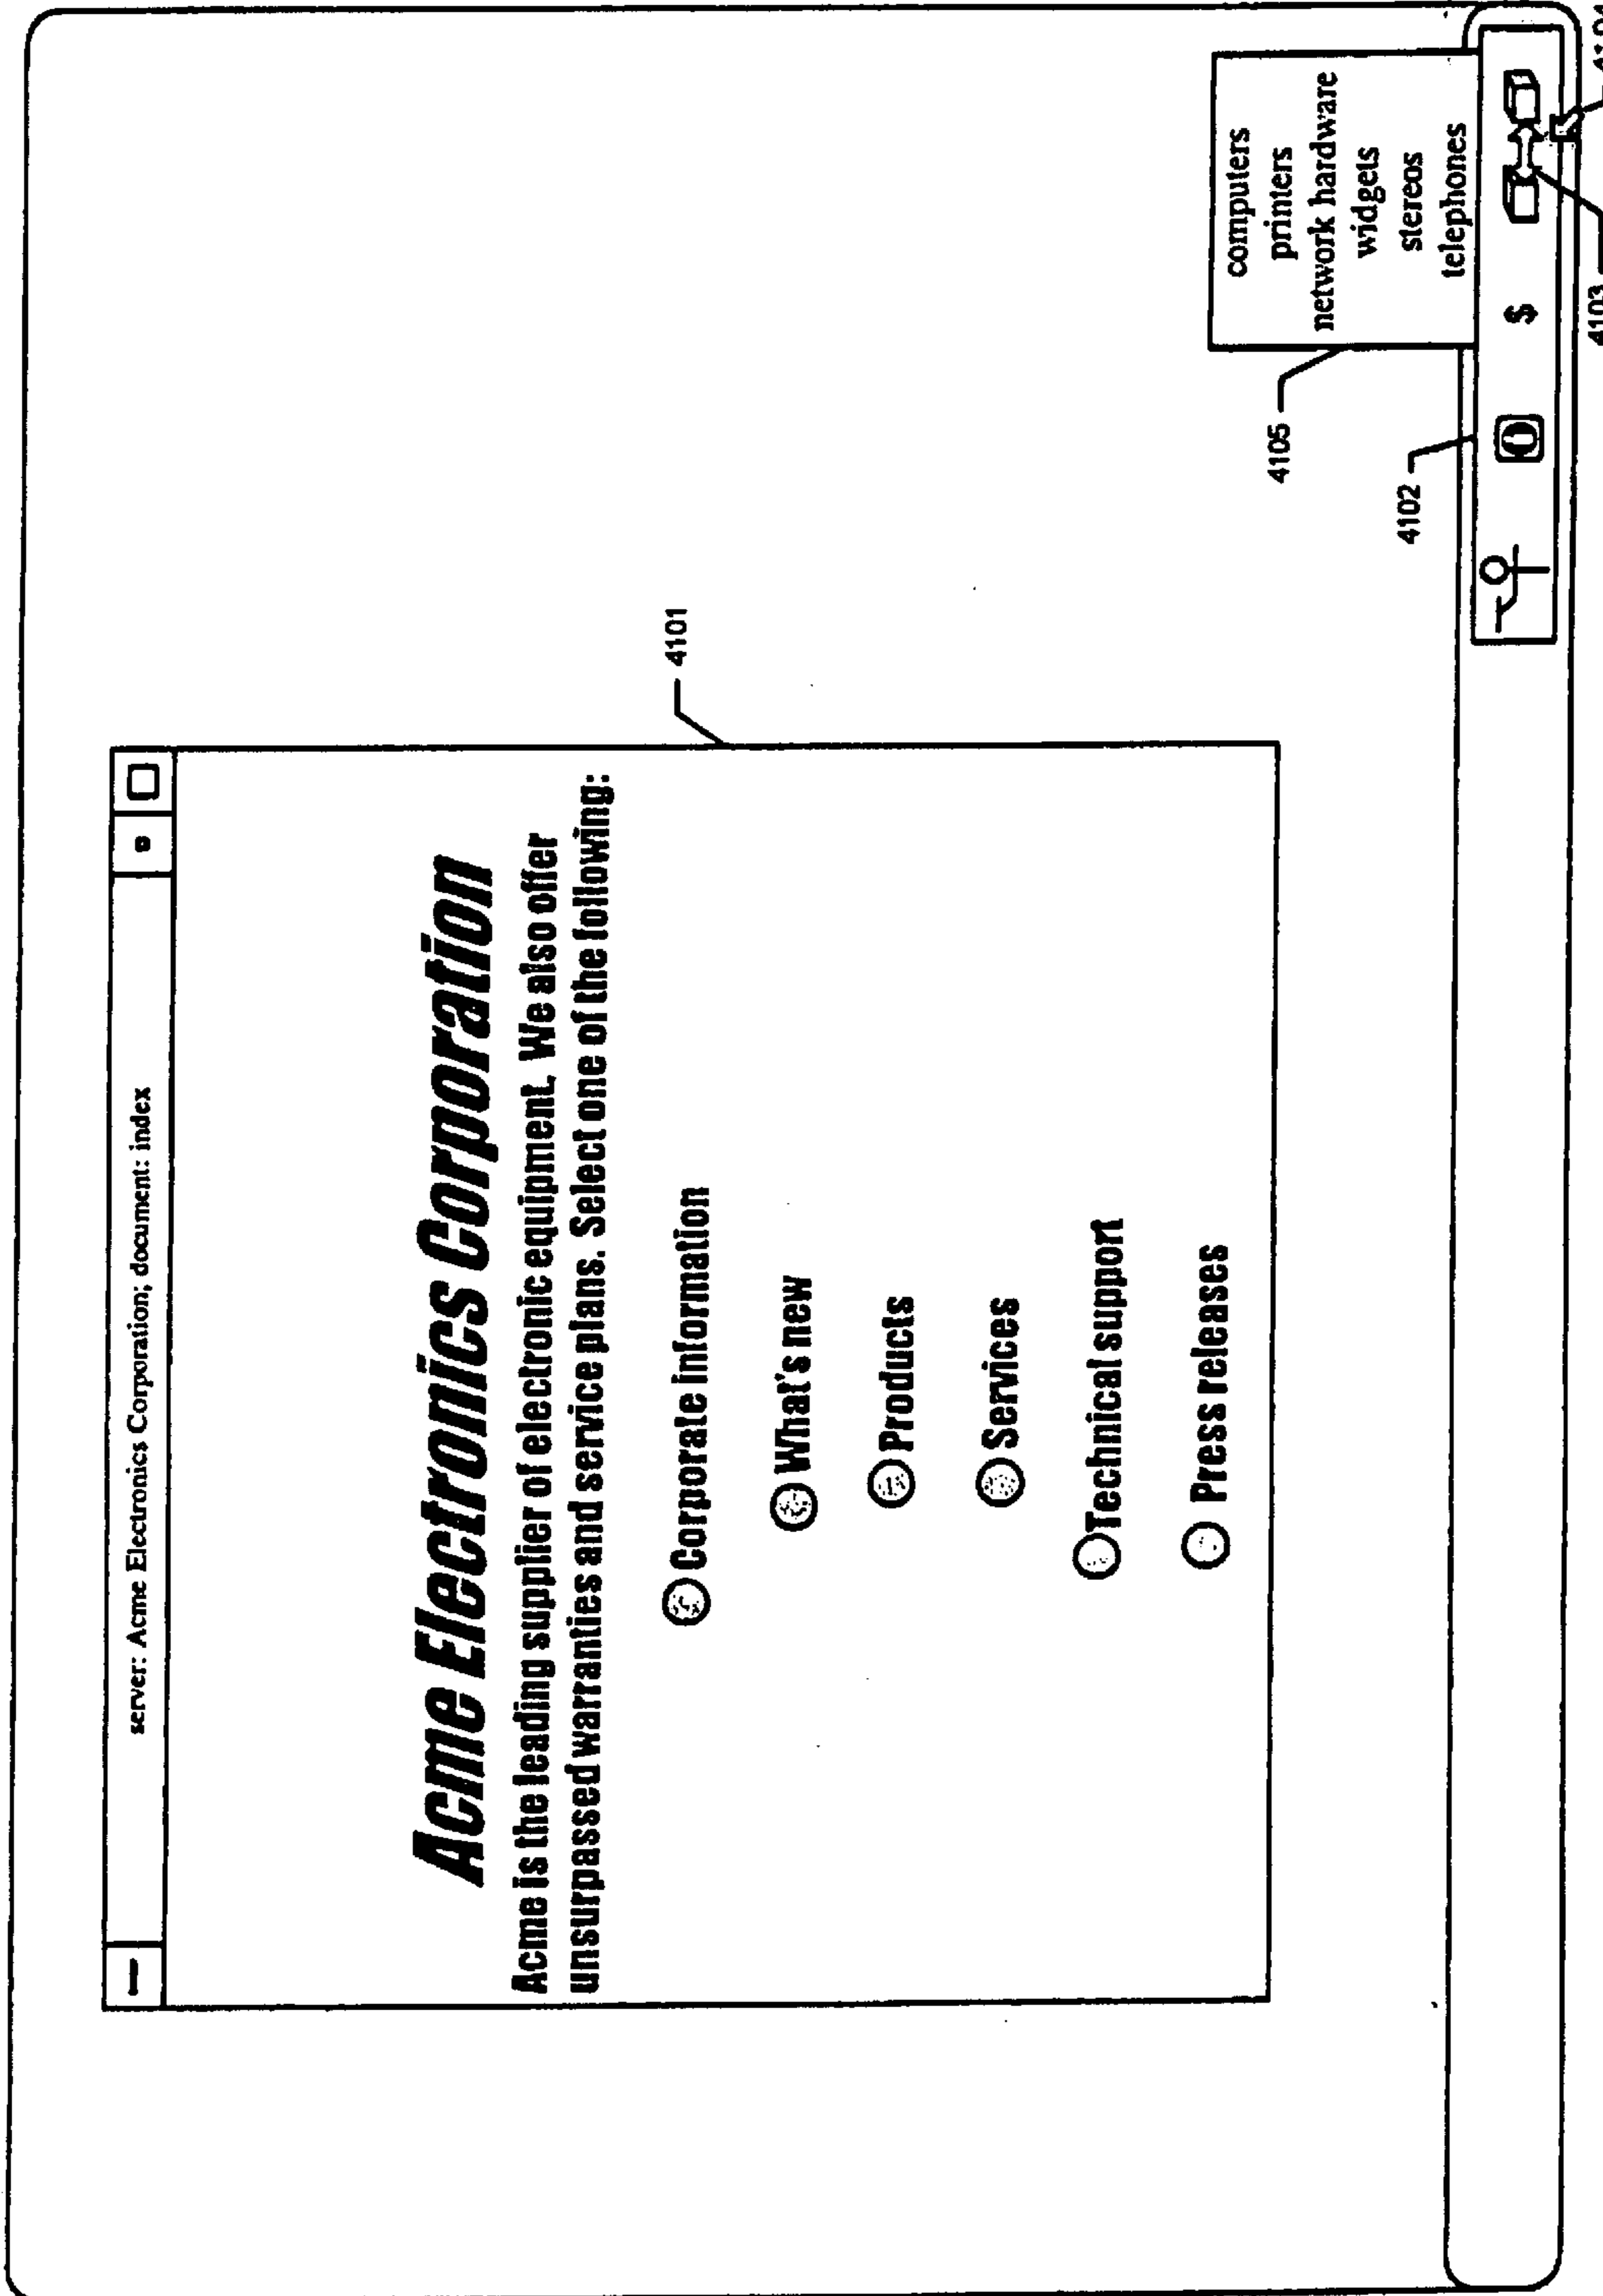 server: Acme Electronics Corporation; document: index
Acme Electronics Corporation
Acme is the leading supplier of electronic equipment. We also offer
unsurpassed warranties and service plans. Select one of the following:
Corporate information
What's new
Products
Services
Technical support
Press releases
4101
computers
printers
network hardware
widgets
stereos
telephones
4105
4102
$
4103